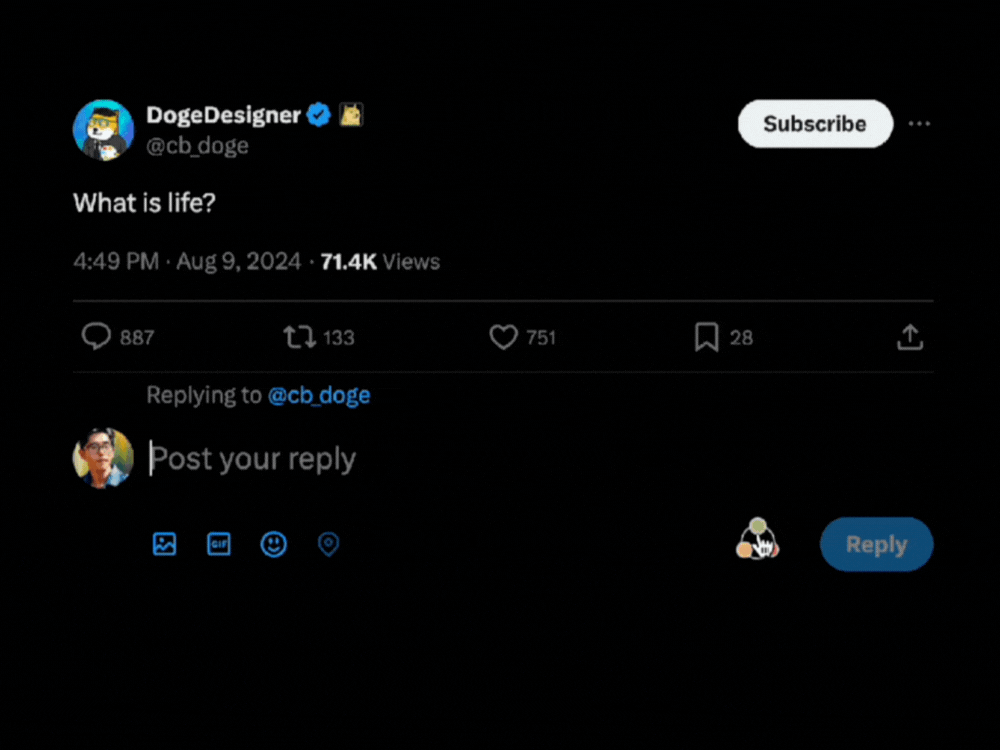 DogeDesigner
Subscribe
@cb_doge
What is life?
4:49 PM · Aug 9, 2024 · 71.4K Views
887 133 751 28
Replying to @cb_doge
Post your reply
GIF
Reply